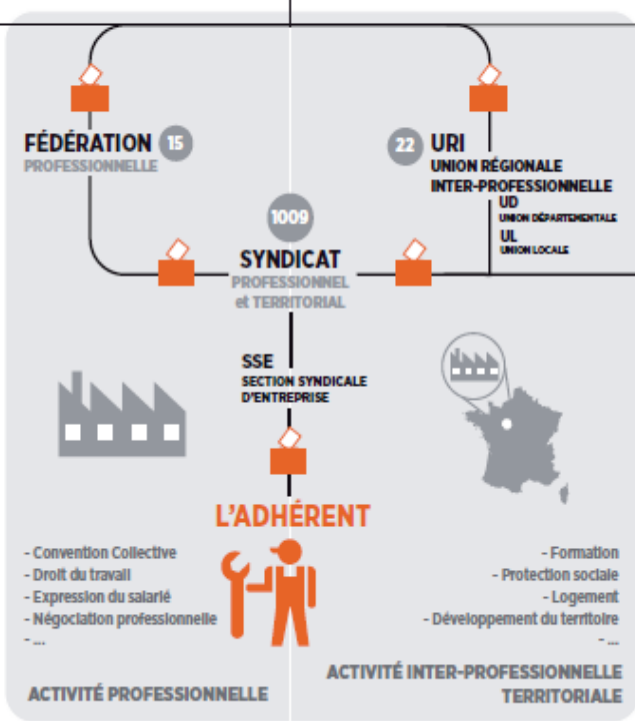 FÉDÉRATION 15
PROFESSIONNELLE
22 URI
UNION RÉGIONALE
INTER-PROFESSIONNELLE
UD
UNION DÉPARTEMENTALE
UL
UNION LOCALE
1009
SYNDICAT
PROFESSIONNEL
et TERRITORIAL
SSE
SECTION SYNDICALE
D'ENTREPRISE
L'ADHÉRENT
- Convention Collective
- Droit du travail
- Expression du salarié
- Négociation professionnelle
- ...
ACTIVITÉ PROFESSIONNELLE
- Formation
- Protection sociale
- Logement
- Développement du territoire
- ...
ACTIVITÉ INTER-PROFESSIONNELLE
TERRITORIALE